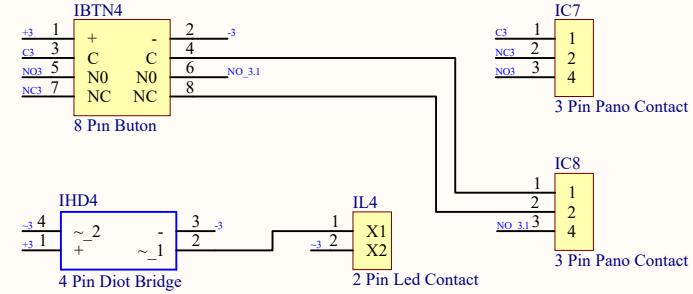 IBTN4
+3 1 + - 2 -3
C3 3 C C 4
NO3 5 N0 N0 6 NO_3.1
NC3 7 NC NC 8
8 Pin Buton
IC7
C3 1 1
NC3 2 2
NO3 3 4
3 Pin Pano Contact
IC8
1 1
2 2
NO_3.1 3 4
3 Pin Pano Contact
IHD4
~3 4 ~_2 - 3 -3
+3 1 + ~_1 2
4 Pin Diot Bridge
IL4
1 X1
~3 2 X2
2 Pin Led Contact